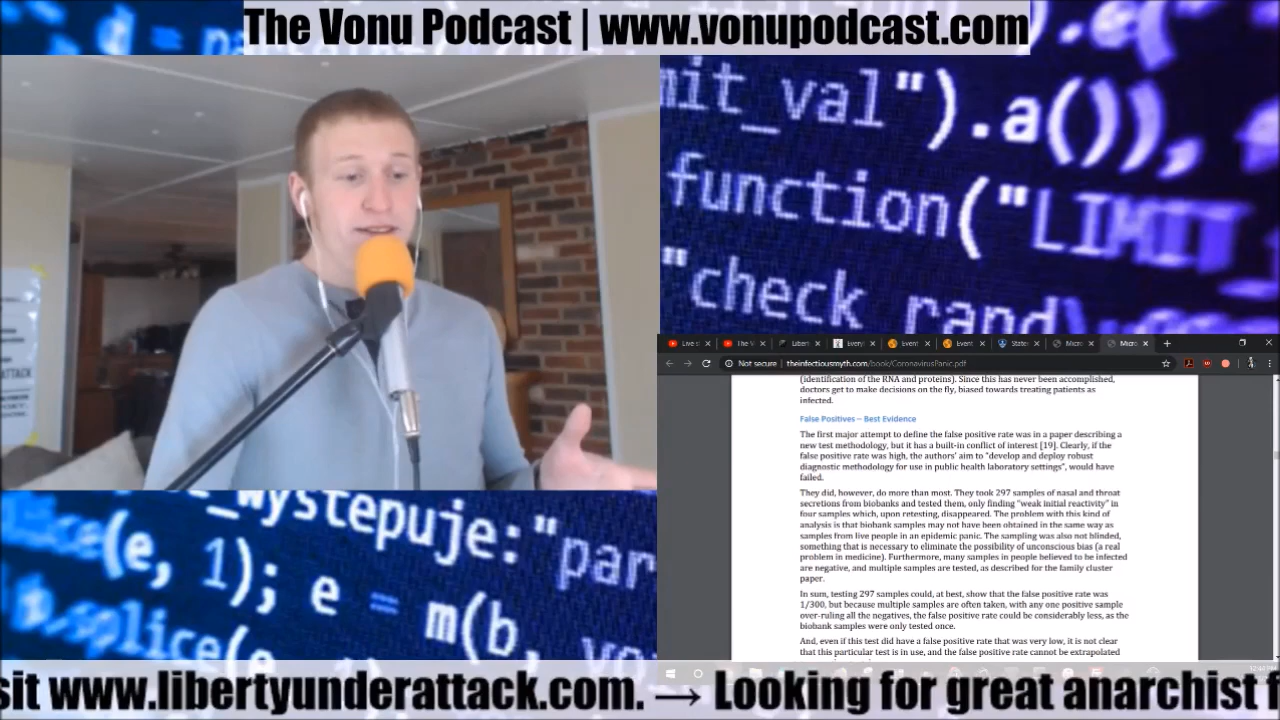 The Vonu Podcast | www.vonupodcast.com
mit_val").a()),
function("LIMIT_
"check rand
Live s
The V
Libert
Every
Event
Event
States
Micro
Micro
Not secure | theinfectiousmyth.com/book/CoronavirusPanic.pdf
(identification of the RNA and proteins). Since this has never been accomplished,
doctors get to make decisions on the fly, biased towards treating patients as
infected.
False Positives – Best Evidence
The first major attempt to define the false positive rate was in a paper describing a
new test methodology, but it has a built-in conflict of interest [19]. Clearly, if the
false positive rate was high, the authors' aim to "develop and deploy robust
diagnostic methodology for use in public health laboratory settings", would have
failed.
They did, however, do more than most. They took 297 samples of nasal and throat
secretions from biobanks and tested them, only finding "weak initial reactivity" in
four samples which, upon retesting, disappeared. The problem with this kind of
analysis is that biobank samples may not have been obtained in the same way as
samples from live people in an epidemic panic. The sampling was also not blinded,
something that is necessary to eliminate the possibility of unconscious bias (a real
problem in medicine). Furthermore, many samples in people believed to be infected
are negative, and multiple samples are tested, as described for the family cluster
paper.
In sum, testing 297 samples could, at best, show that the false positive rate was
1/300, but because multiple samples are often taken, with any one positive sample
over-ruling all the negatives, the false positive rate could be considerably less, as the
biobank samples were only tested once.
And, even if this test did have a false positive rate that was very low, it is not clear
that this particular test is in use, and the false positive rate cannot be extrapolated
ATTACK
_wystepuje:"par
e, 1); e = m(b,
sit www.libertyunderattack.com. → Looking for great anarchist f